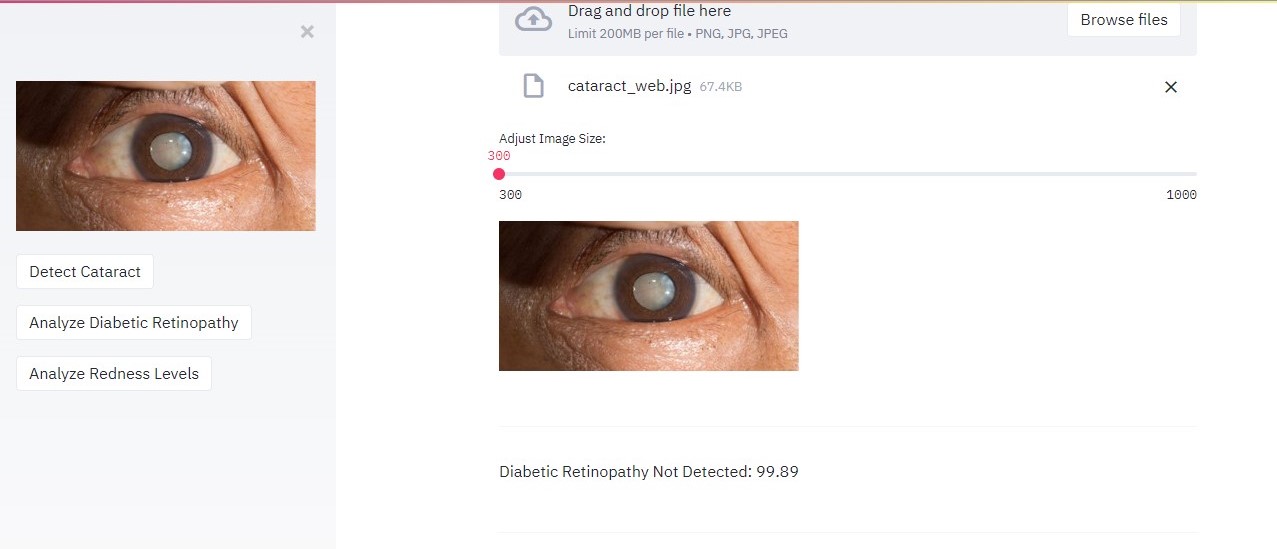 Drag and drop file here
Limit 200MB per file • PNG, JPG, JPEG
Browse files
cataract_web.jpg 67.4KB
Adjust Image Size:
300
300
1000
Detect Cataract
Analyze Diabetic Retinopathy
Analyze Redness Levels
Diabetic Retinopathy Not Detected: 99.89